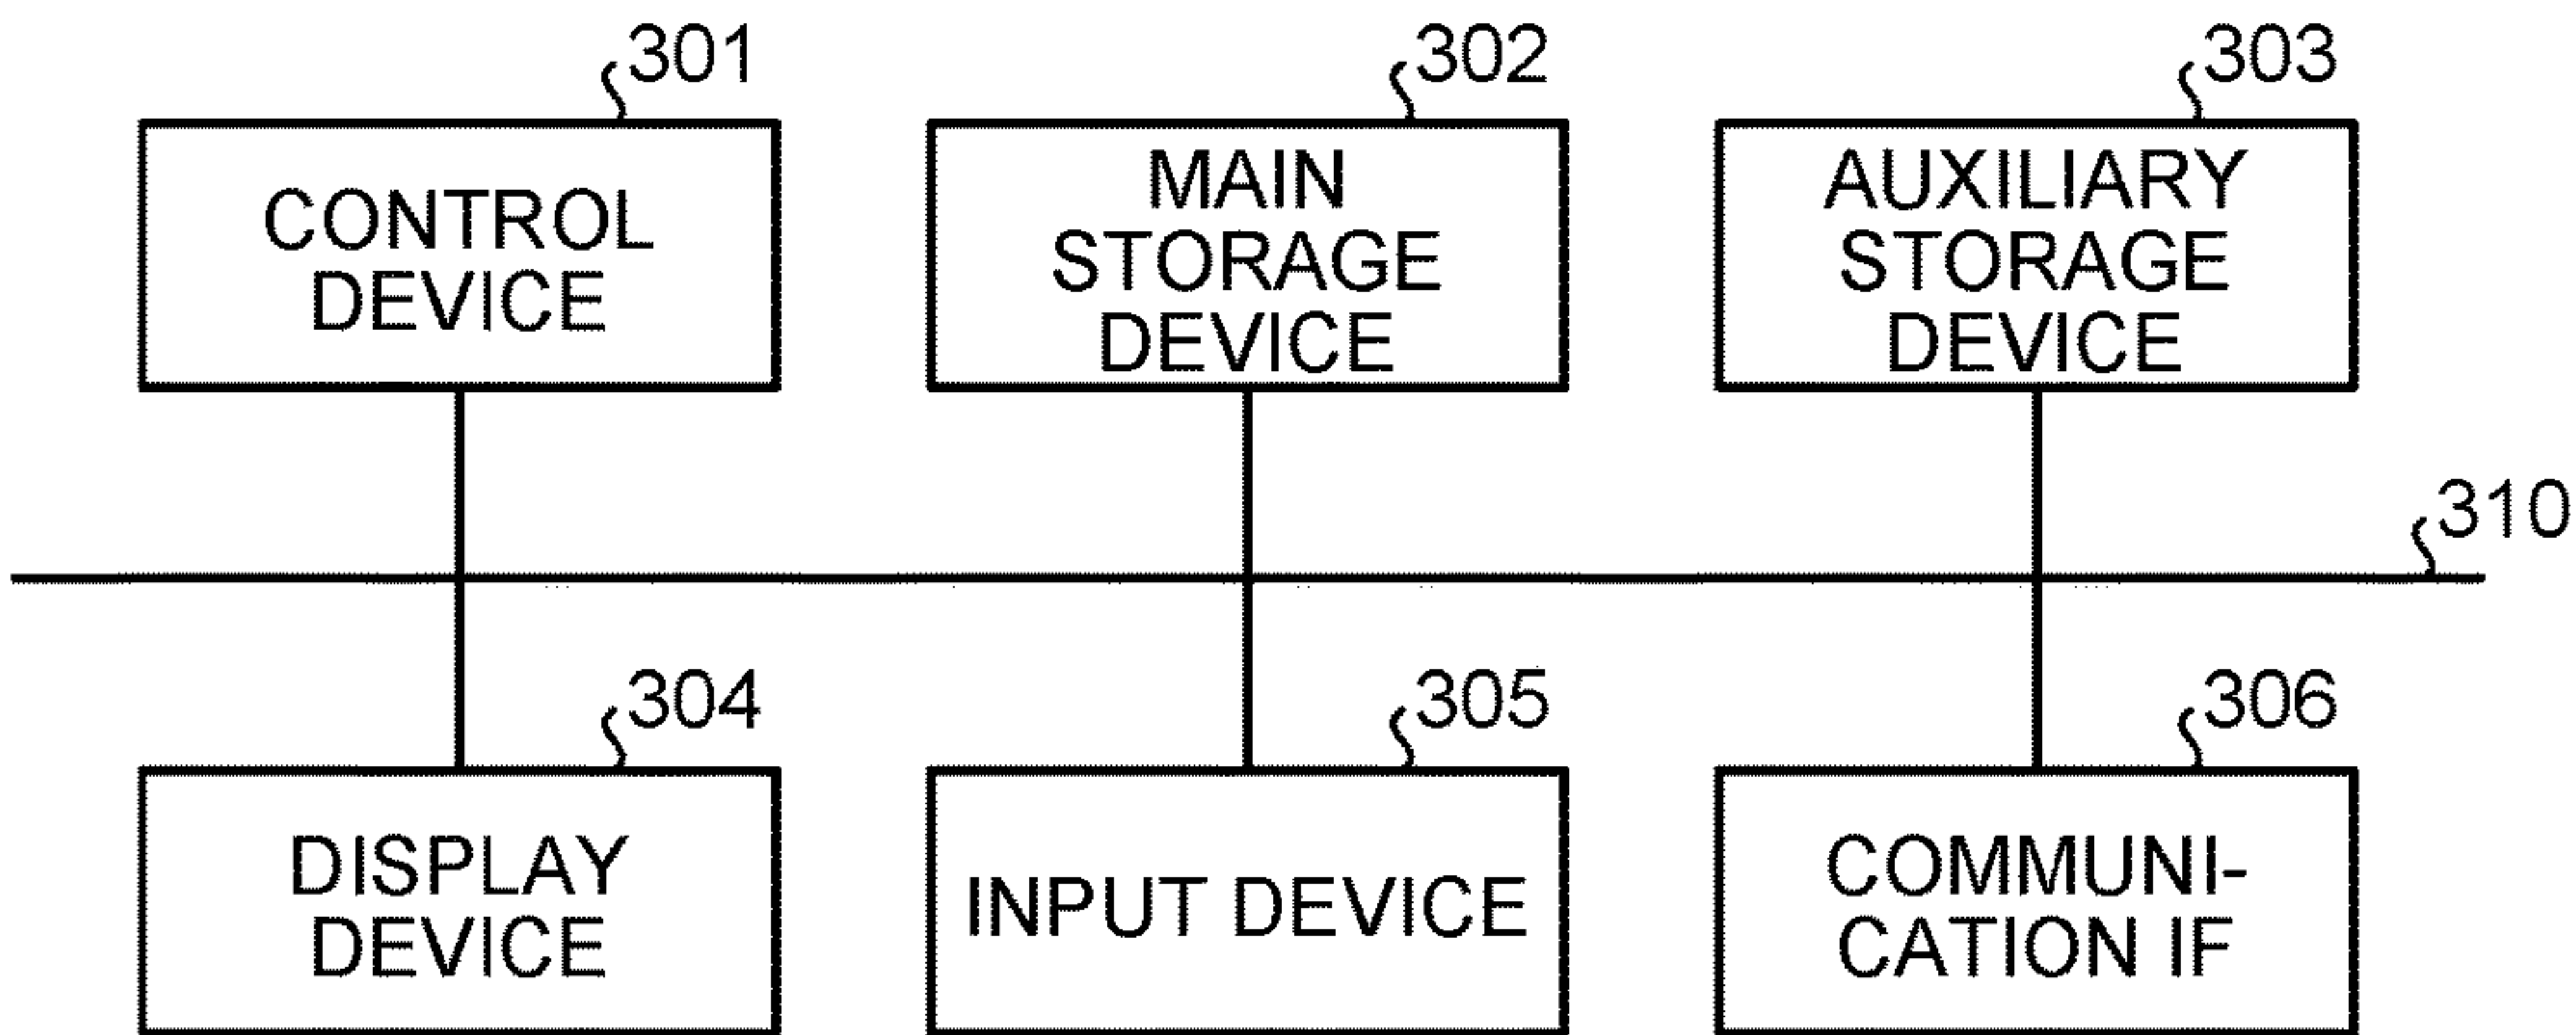 301
CONTROL
DEVICE
302
MAIN
STORAGE
DEVICE
303
AUXILIARY
STORAGE
DEVICE
310
304
DISPLAY
DEVICE
305
INPUT DEVICE
306
COMMUNI-
CATION IF